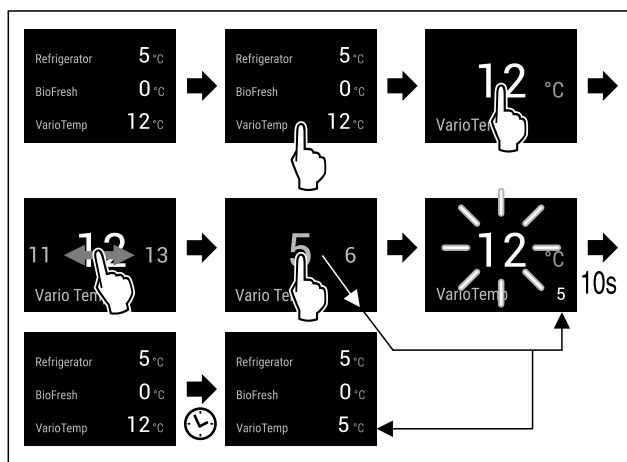 Refrigerator 5 °C
BioFresh 0 °C
VarioTemp 12 °C
Refrigerator 5 °C
BioFresh 0 °C
VarioTemp 12 °C
12 °C
VarioTemp
11 12 13
Vario Tem
5 6
Vario Te
12 °C
VarioTemp 5
10s
Refrigerator 5 °C
BioFresh 0 °C
VarioTemp 12 °C
Refrigerator 5 °C
BioFresh 0 °C
VarioTemp 5 °C